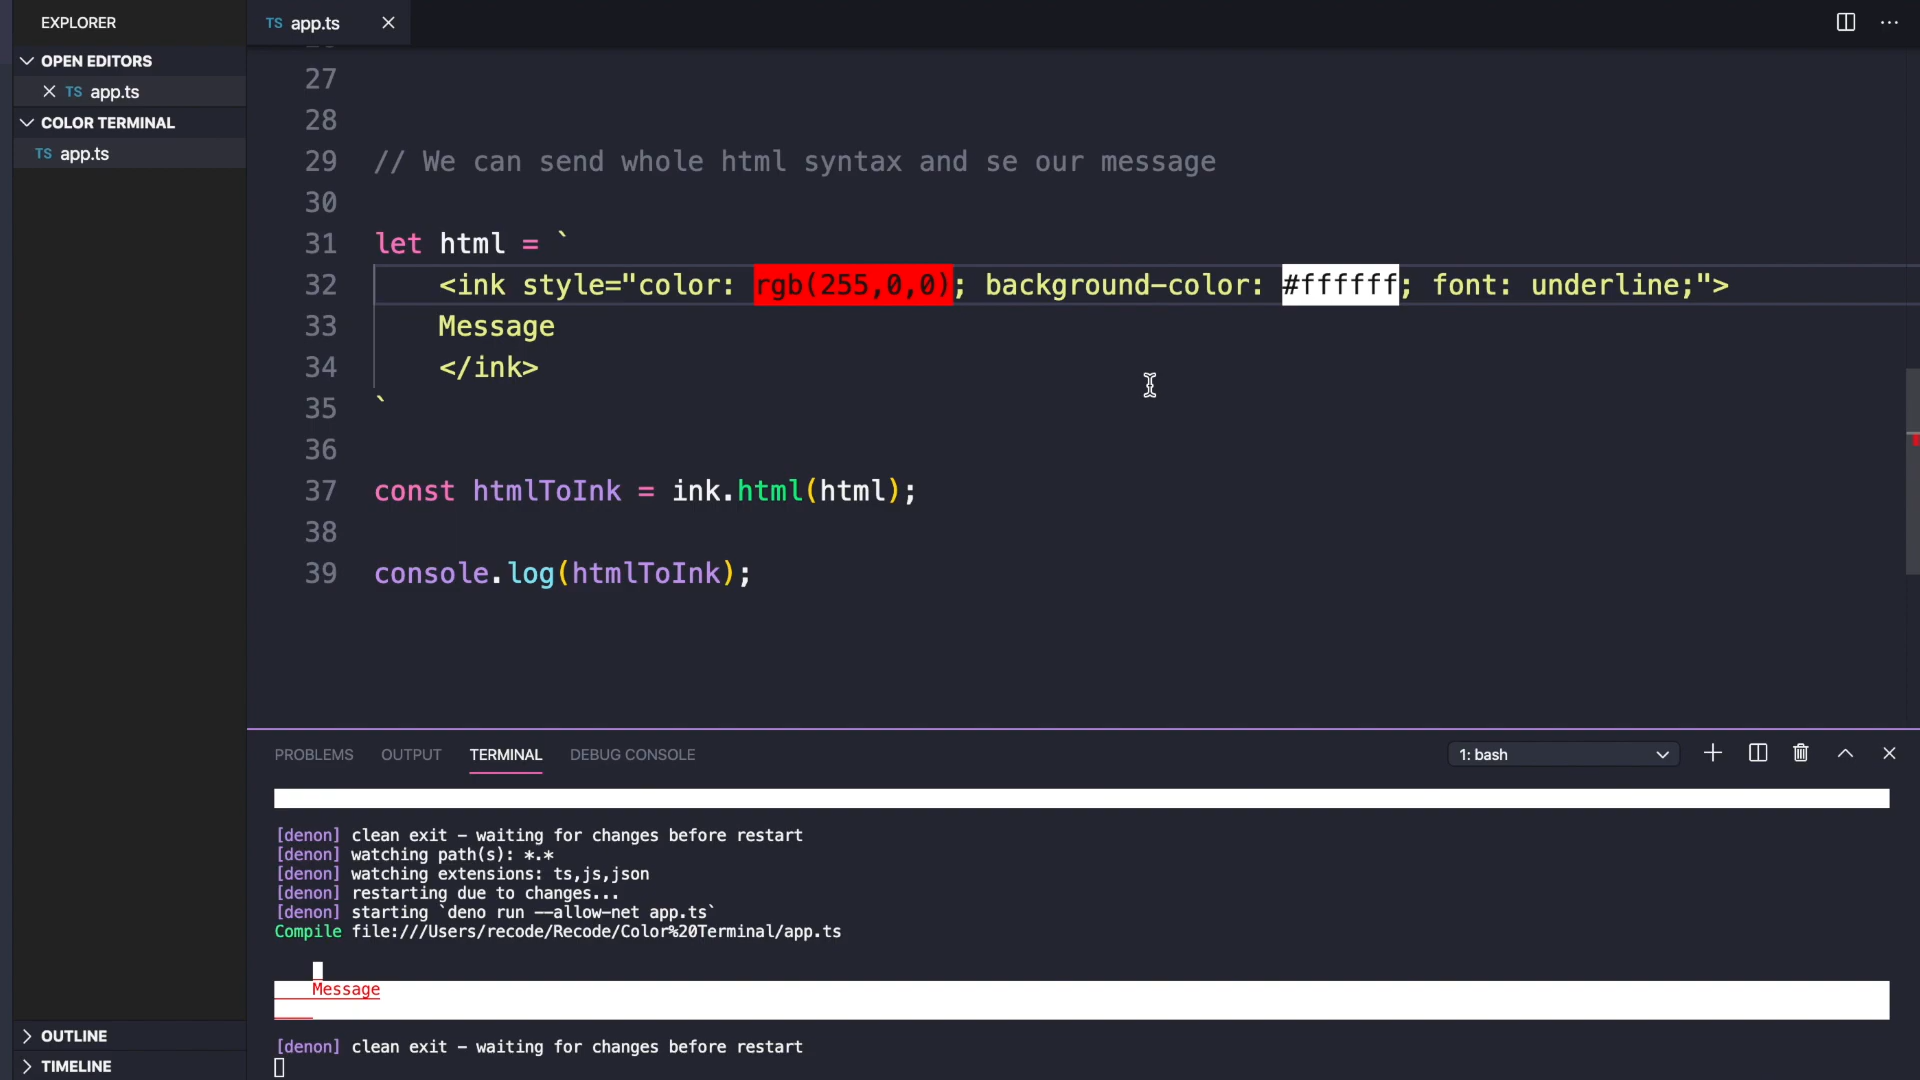 EXPLORER
TS app.ts
OPEN EDITORS
TS app.ts
COLOR TERMINAL
TS app.ts
27
28
29 // We can send whole html syntax and se our message
30
31 let html = `
32 <ink style="color: rgb(255,0,0); background-color: #ffffff; font: underline;">
33 Message
34 </ink>
35 `
36
37 const htmlToInk = ink.html(html);
38
39 console.log(htmlToInk);
PROBLEMS OUTPUT TERMINAL DEBUG CONSOLE 1: bash
[denon] clean exit - waiting for changes before restart
[denon] watching path(s): *.*
[denon] watching extensions: ts,js,json
[denon] restarting due to changes...
[denon] starting `deno run --allow-net app.ts`
Compile file:///Users/recode/Recode/Color%20Terminal/app.ts
Message
[denon] clean exit - waiting for changes before restart
OUTLINE
TIMELINE